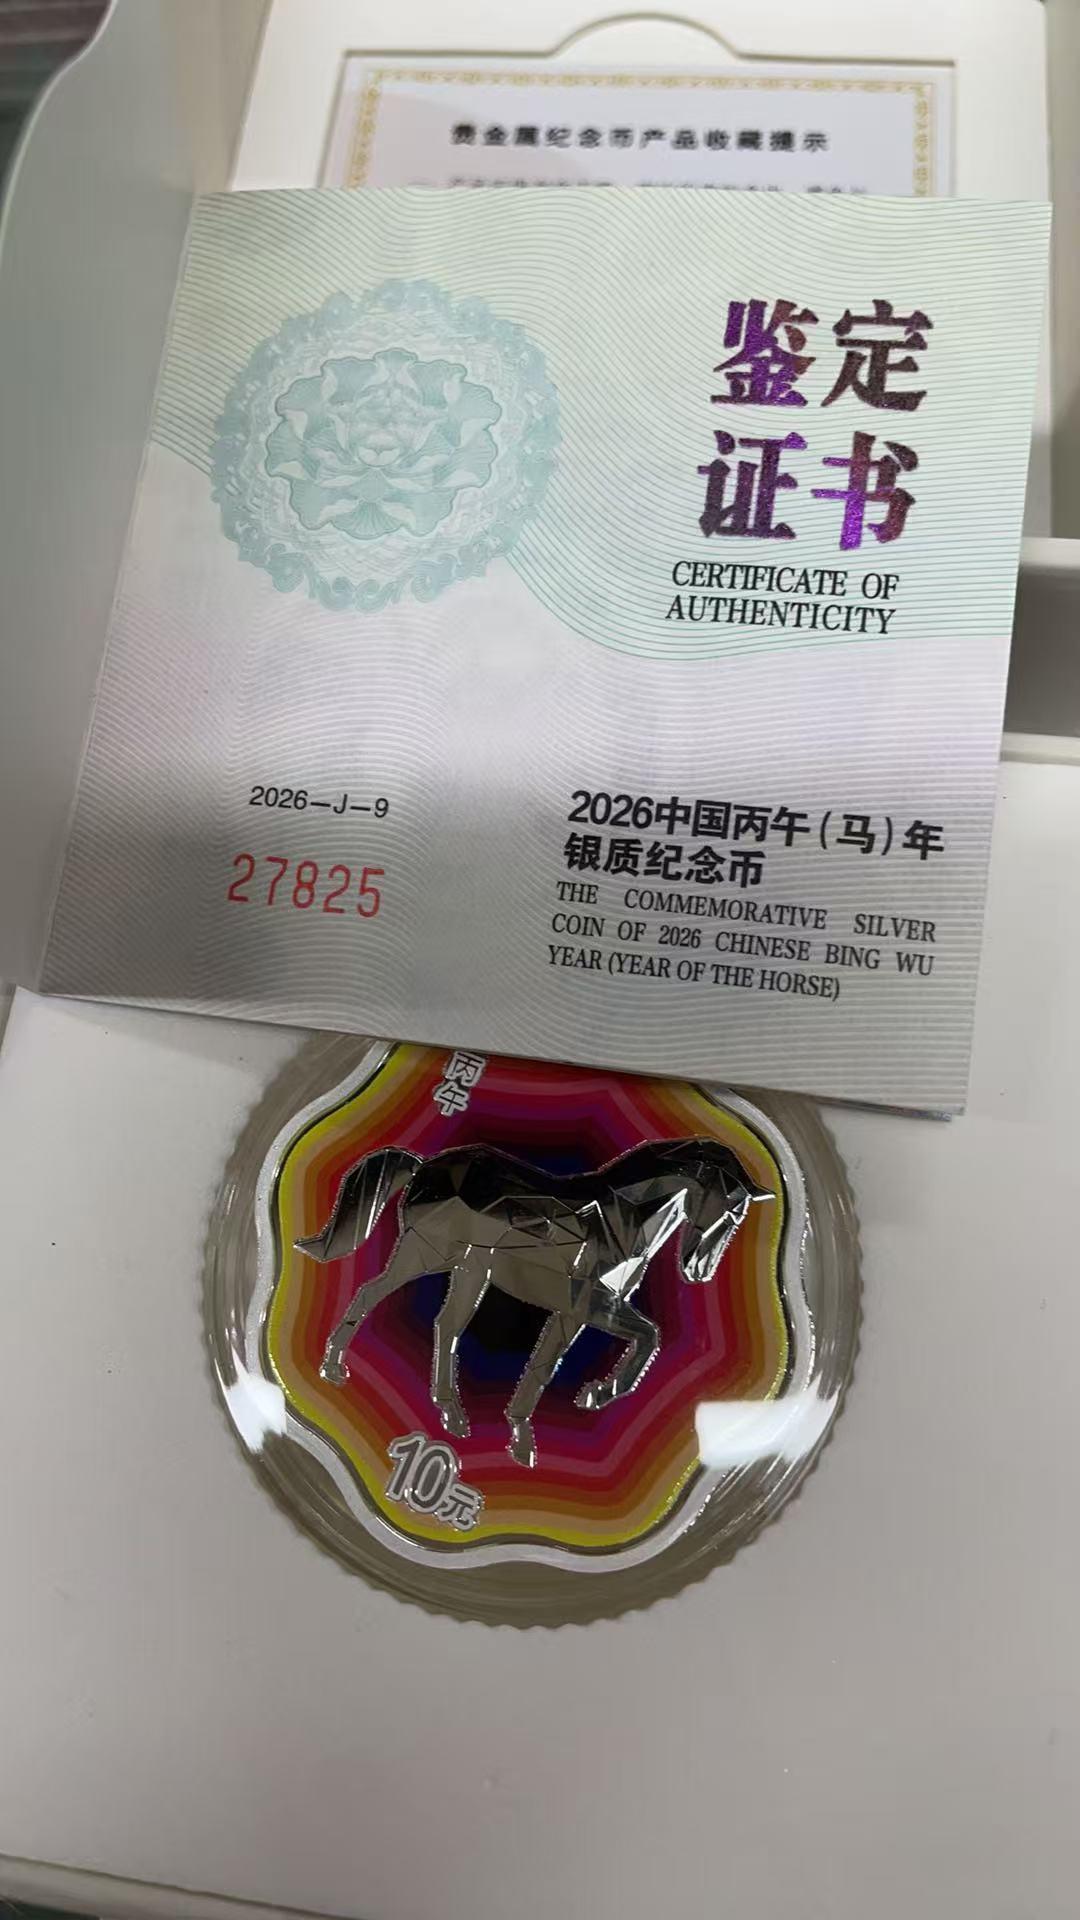 贵金属纪念币产品收藏提示
鉴定
证书
CERTIFICATE OF
AUTHENTICITY
2026—J—9
27825
2026中国丙午(马)年
银质纪念币
THE COMMEMORATIVE SILVER
COIN OF 2026 CHINESE BING WU
YEAR (YEAR OF THE HORSE)
丙午
10元